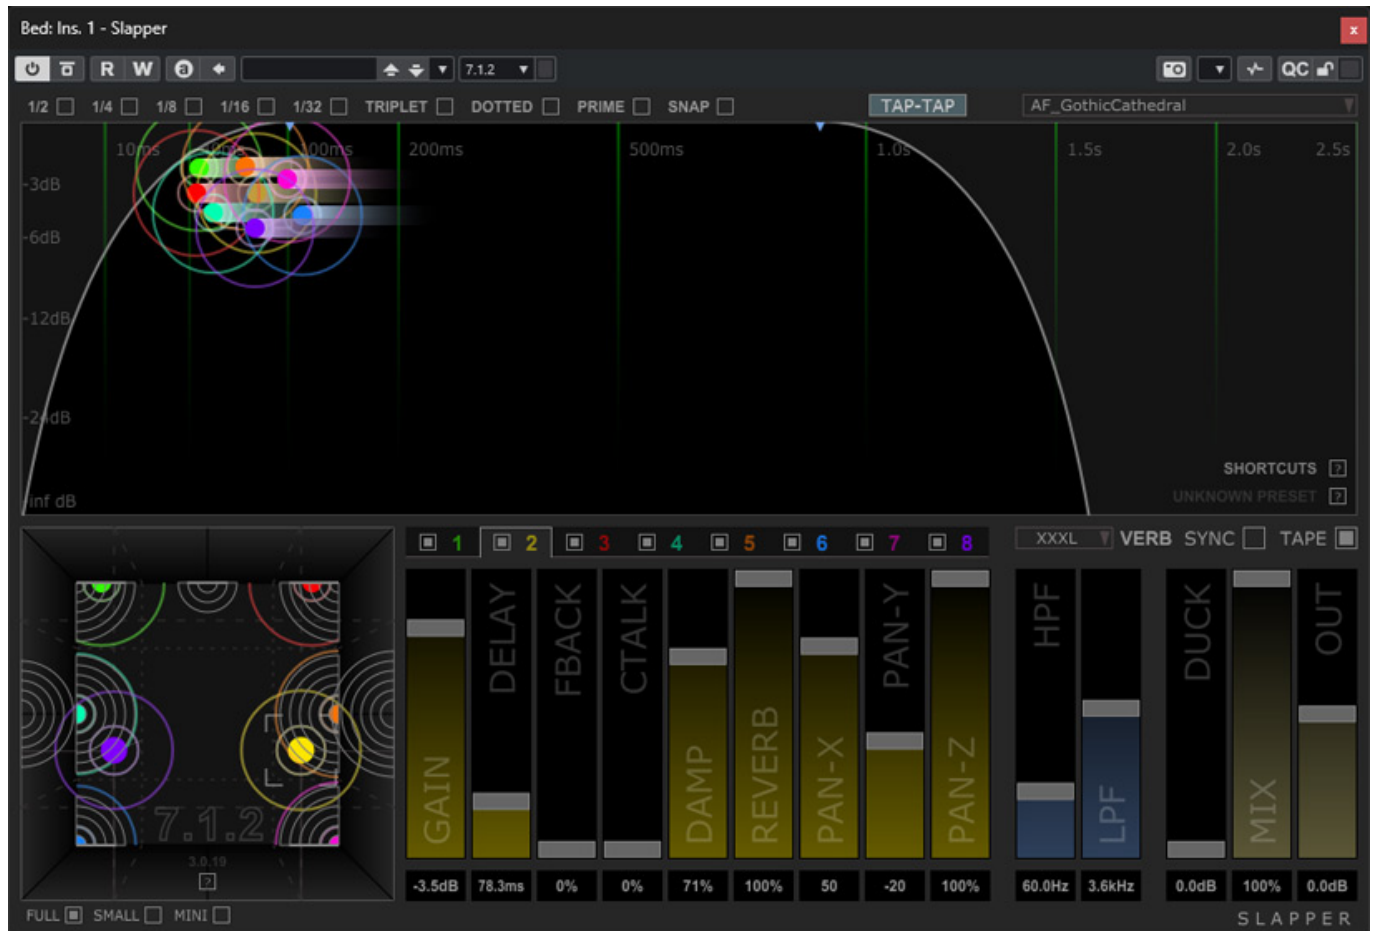 Bed: Ins. 1 - Slapper
x
R W a 7.1.2 QC
1/2 1/4 1/8 1/16 1/32 TRIPLET DOTTED PRIME SNAP TAP-TAP AF_GothicCathedral
10ms 100ms 200ms 500ms 1.0s 1.5s 2.0s 2.5s
-3dB
-6dB
-12dB
-24dB
SHORTCUTS ?
-inf dB UNKNOWN PRESET ?
1 2 3 4 5 6 7 8 XXXL VERB SYNC TAPE
GAIN DELAY FBACK CTALK DAMP REVERB PAN-X PAN-Y PAN-Z HPF LPF DUCK MIX OUT
7.1.2
3.0.19
?
-3.5dB 78.3ms 0% 0% 71% 100% 50 -20 100% 60.0Hz 3.6kHz 0.0dB 100% 0.0dB
FULL SMALL MINI SLAPPER